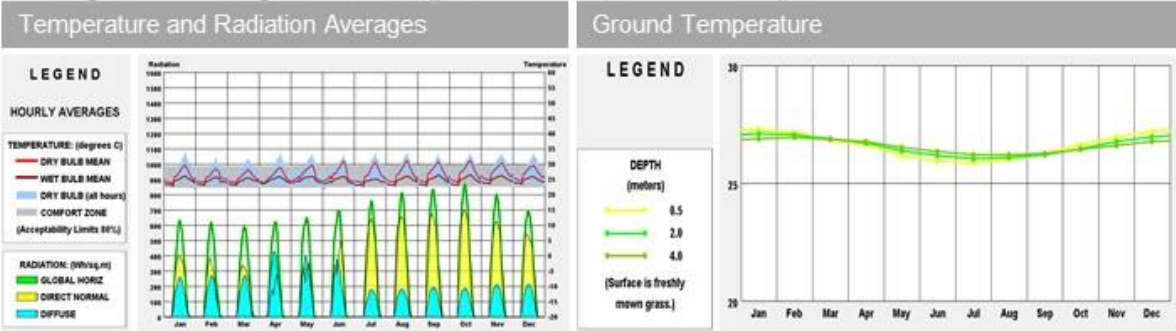 Temperature and Radiation Averages
LEGEND
HOURLY AVERAGES
TEMPERATURE: (degrees C)
DRY BULB MEAN
WET BULB MEAN
DRY BULB (all hours)
COMFORT ZONE
(Acceptability Limits 80%)
RADIATION: (Wh/sq.m)
GLOBAL HORIZ
DIRECT NORMAL
DIFFUSE
Radiation
Temperature
Jan Feb Mar Apr May Jun Jul Aug Sep Oct Nov Dec
Ground Temperature
LEGEND
DEPTH
(meters)
0.5
2.0
4.0
(Surface is freshly
mown grass.)
30
25
20
Jan Feb Mar Apr May Jun Jul Aug Sep Oct Nov Dec